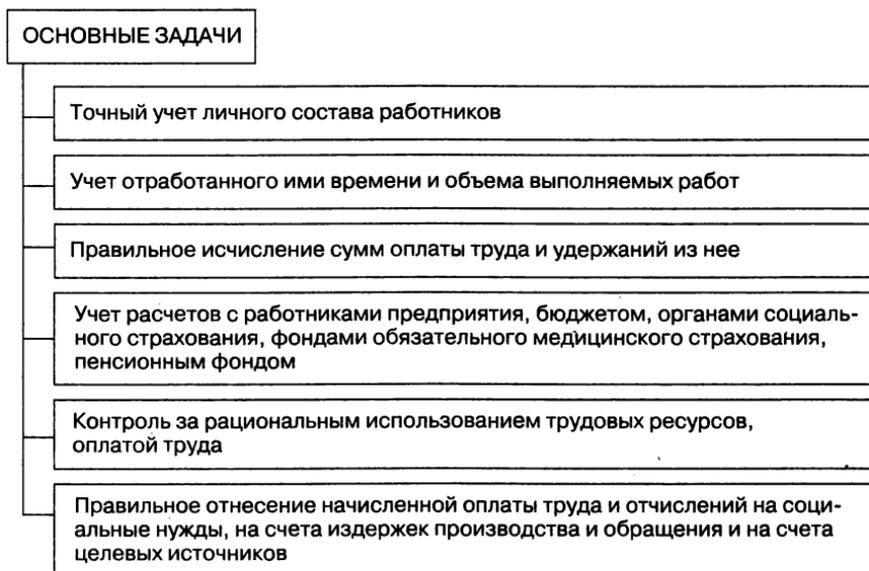 ОСНОВНЫЕ ЗАДАЧИ
Точный учет личного состава работников
Учет отработанного ими времени и объема выполняемых работ
Правильное исчисление сумм оплаты труда и удержаний из нее
Учет расчетов с работниками предприятия, бюджетом, органами социаль-
ного страхования, фондами обязательного медицинского страхования,
пенсионным фондом
Контроль за рациональным использованием трудовых ресурсов,
оплатой труда
Правильное отнесение начисленной оплаты труда и отчислений на соци-
альные нужды, на счета издержек производства и обращения и на счета
целевых источников